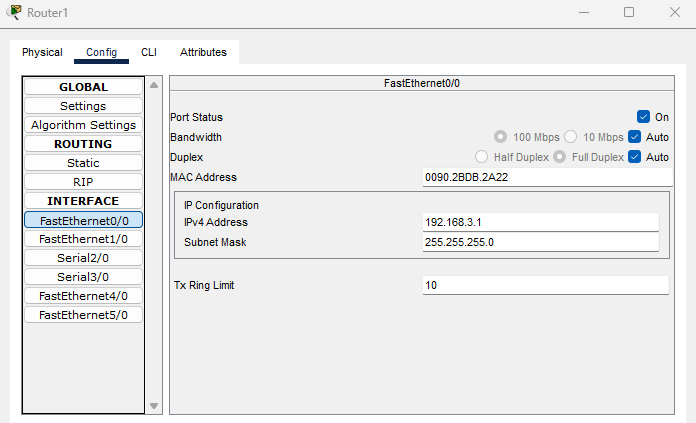 Router1
Physical Config CLI Attributes
GLOBAL
Settings
Algorithm Settings
ROUTING
Static
RIP
INTERFACE
FastEthernet0/0
FastEthernet1/0
Serial2/0
Serial3/0
FastEthernet4/0
FastEthernet5/0
FastEthernet0/0
Port Status On
Bandwidth 100 Mbps 10 Mbps Auto
Duplex Half Duplex Full Duplex Auto
MAC Address 0090.2BDB.2A22
IP Configuration
IPv4 Address 192.168.3.1
Subnet Mask 255.255.255.0
Tx Ring Limit 10